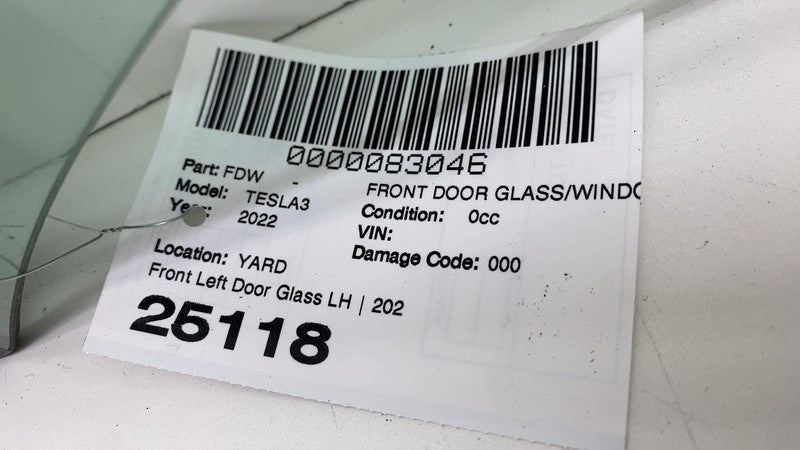 0000083046
Part: FDW - FRONT DOOR GLASS/WINDO
Model: TESLA3 Condition: 0cc
Year: 2022 VIN:
Location: YARD Damage Code: 000
Front Left Door Glass LH | 202
25118